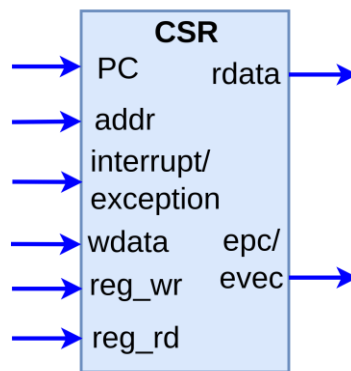 CSR
PC
rdata
addr
interrupt/
exception
wdata
epc/
reg_wr
evec
reg_rd